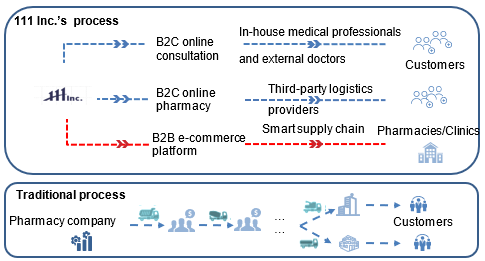 111 Inc.'s process
B2C online
consultation
In-house medical professionals
and external doctors
Customers
111 Inc.
B2C online
pharmacy
Third-party logistics
providers
B2B e-commerce
platform
Smart supply chain
Pharmacies/Clinics
Traditional process
Pharmacy company
...
...
Customers